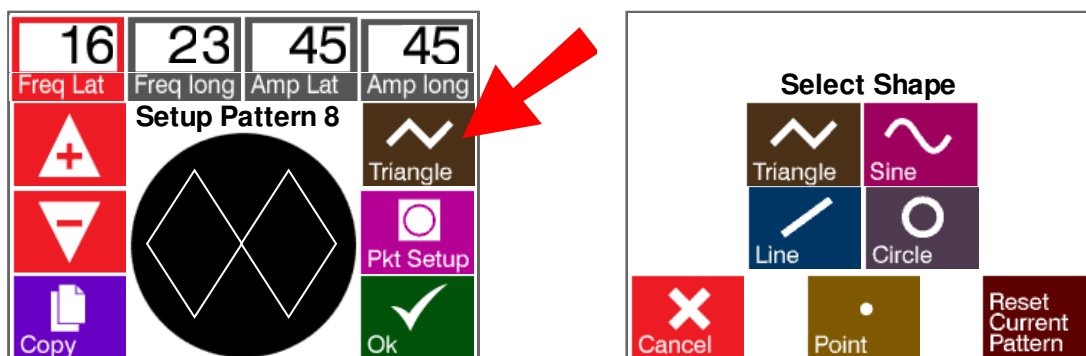 16 23 45 45
Freq Lat Freq long Amp Lat Amp long
Setup Pattern 8
+
Triangle
−
Pkt Setup
Copy
Ok
Select Shape
Triangle Sine
Line Circle
Cancel
Point
Reset
Current
Pattern